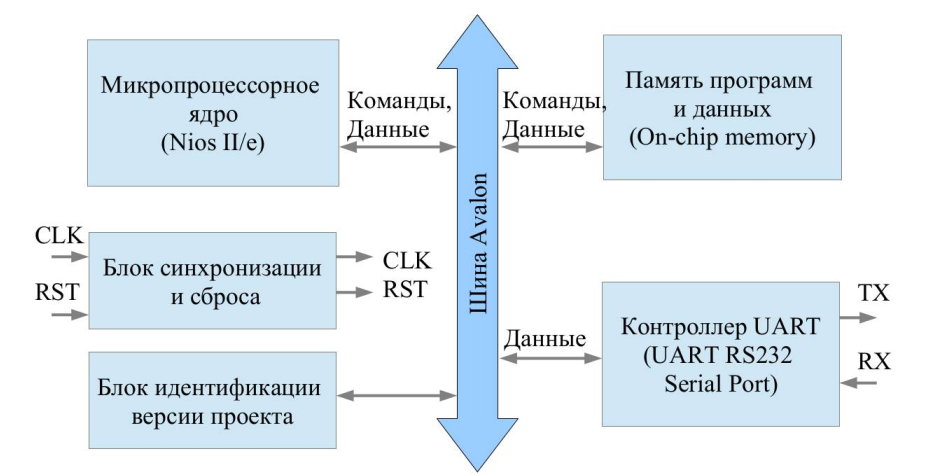 Микропроцессорное
ядро
(Nios II/e)
Команды,
Данные
Команды,
Данные
Память программ
и данных
(On-chip memory)
Шина Avalon
CLK
RST
Блок синхронизации
и сброса
CLK
RST
Данные
Контроллер UART
(UART RS232
Serial Port)
TX
RX
Блок идентификации
версии проекта